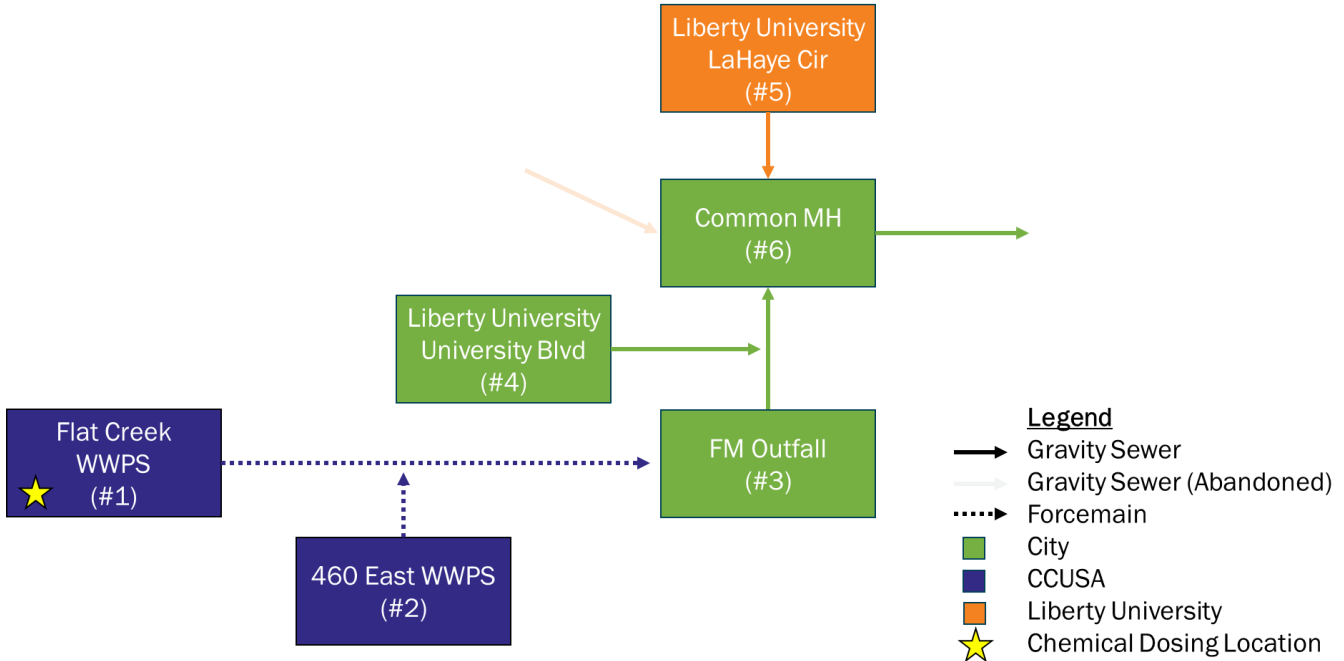 Liberty University
LaHaye Cir
(#5)
Common MH
(#6)
Liberty University
University Blvd
(#4)
Flat Creek
WWPS
(#1)
FM Outfall
(#3)
460 East WWPS
(#2)
Legend
Gravity Sewer
Gravity Sewer (Abandoned)
Forcemain
City
CCUSA
Liberty University
Chemical Dosing Location